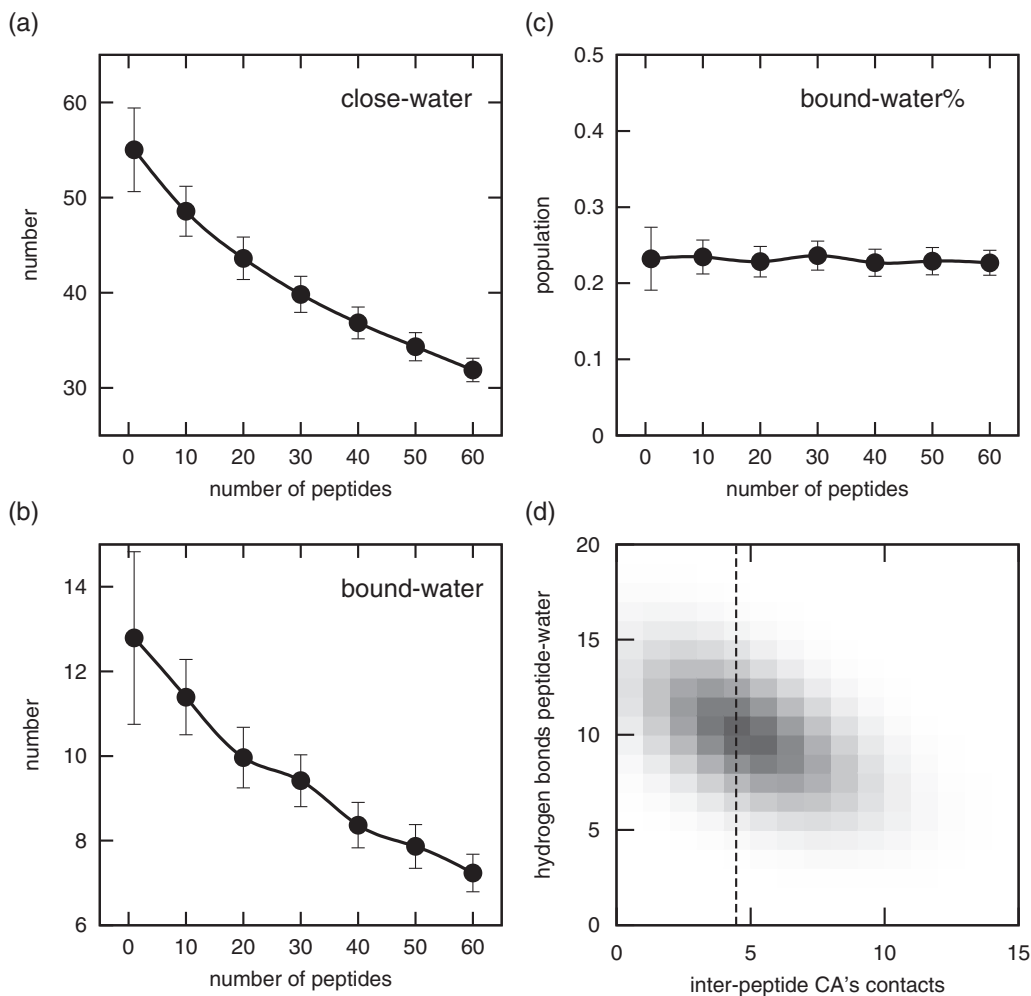 (a)
close-water
number
60
50
40
30
0 10 20 30 40 50 60
number of peptides
(c)
bound-water%
population
0.5
0.4
0.3
0.2
0.1
0
0 10 20 30 40 50 60
number of peptides
(b)
bound-water
number
14
12
10
8
6
0 10 20 30 40 50 60
number of peptides
(d)
hydrogen bonds peptide-water
20
15
10
5
0
0 5 10 15
inter-peptide CA's contacts